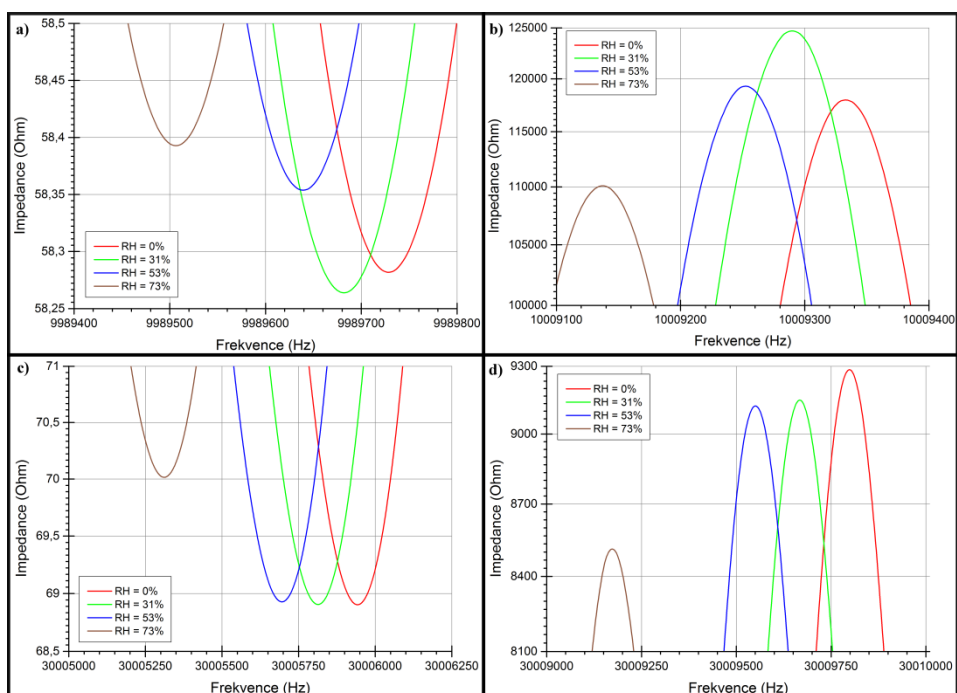 a)
Impedance (Ohm)
58,5
58,45
58,4
58,35
58,3
58,25
RH = 0%
RH = 31%
RH = 53%
RH = 73%
9989400 9989500 9989600 9989700 9989800
Frekvence (Hz)
b)
Impedance (Ohm)
125000
120000
115000
110000
105000
100000
RH = 0%
RH = 31%
RH = 53%
RH = 73%
10009100 10009200 10009300 10009400
Frekvence (Hz)
c)
Impedance (Ohm)
71
70,5
70
69,5
69
68,5
RH = 0%
RH = 31%
RH = 53%
RH = 73%
30005000 30005250 30005500 30005750 30006000 30006250
Frekvence (Hz)
d)
Impedance (Ohm)
9300
9000
8700
8400
8100
RH = 0%
RH = 31%
RH = 53%
RH = 73%
30009000 30009250 30009500 30009750 30010000
Frekvence (Hz)